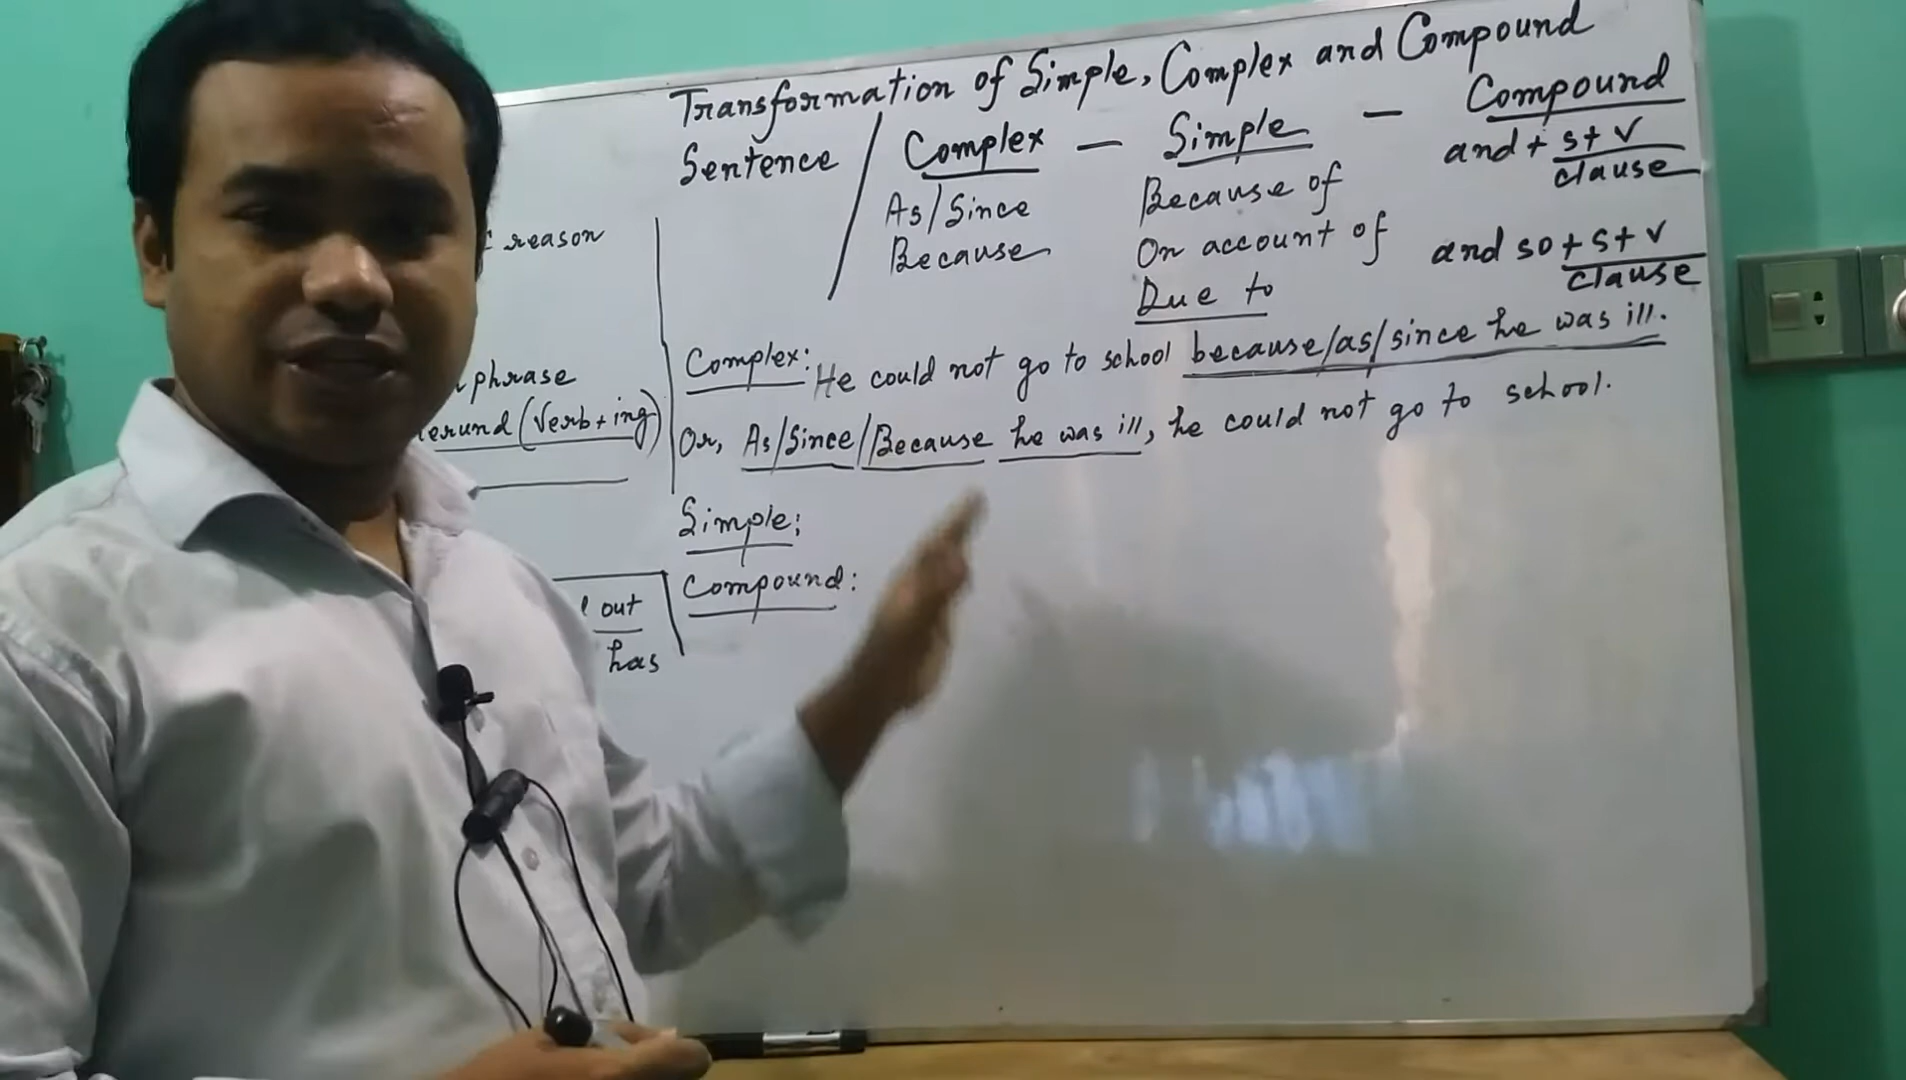 Transformation of Simple, Complex and Compound
Sentence / Complex — Simple — Compound
As/Since
Because
Because of
On account of
Due to
and + s+v
clause
and so + s+v
clause
reason
phrase
(Verb + ing)
out
has
Complex: He could not go to school because/as/since he was ill.
Or, As/Since/Because he was ill, he could not go to school.
Simple:
Compound: